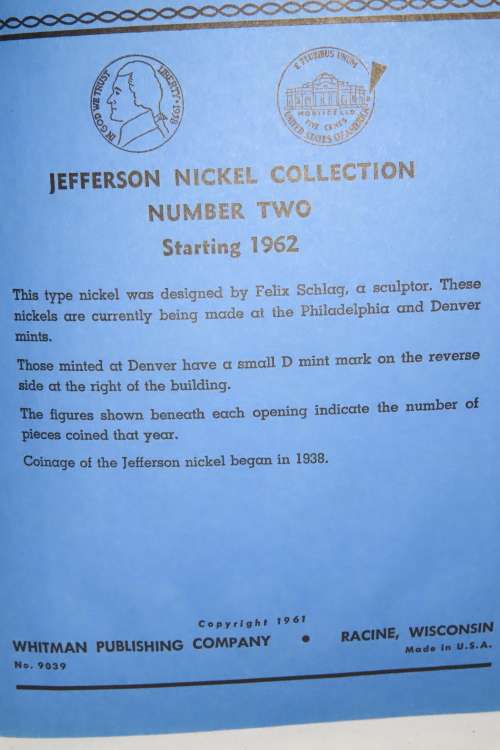 IN GOD WE TRUST
LIBERTY • 1938
E PLURIBUS UNUM
MONTICELLO
FIVE CENTS
UNITED STATES OF AMERICA
JEFFERSON NICKEL COLLECTION
NUMBER TWO
Starting 1962
This type nickel was designed by Felix Schlag, a sculptor. These
nickels are currently being made at the Philadelphia and Denver
mints.
Those minted at Denver have a small D mint mark on the reverse
side at the right of the building.
The figures shown beneath each opening indicate the number of
pieces coined that year.
Coinage of the Jefferson nickel began in 1938.
Copyright 1961
WHITMAN PUBLISHING COMPANY • RACINE, WISCONSIN
No. 9039
Made in U.S.A.